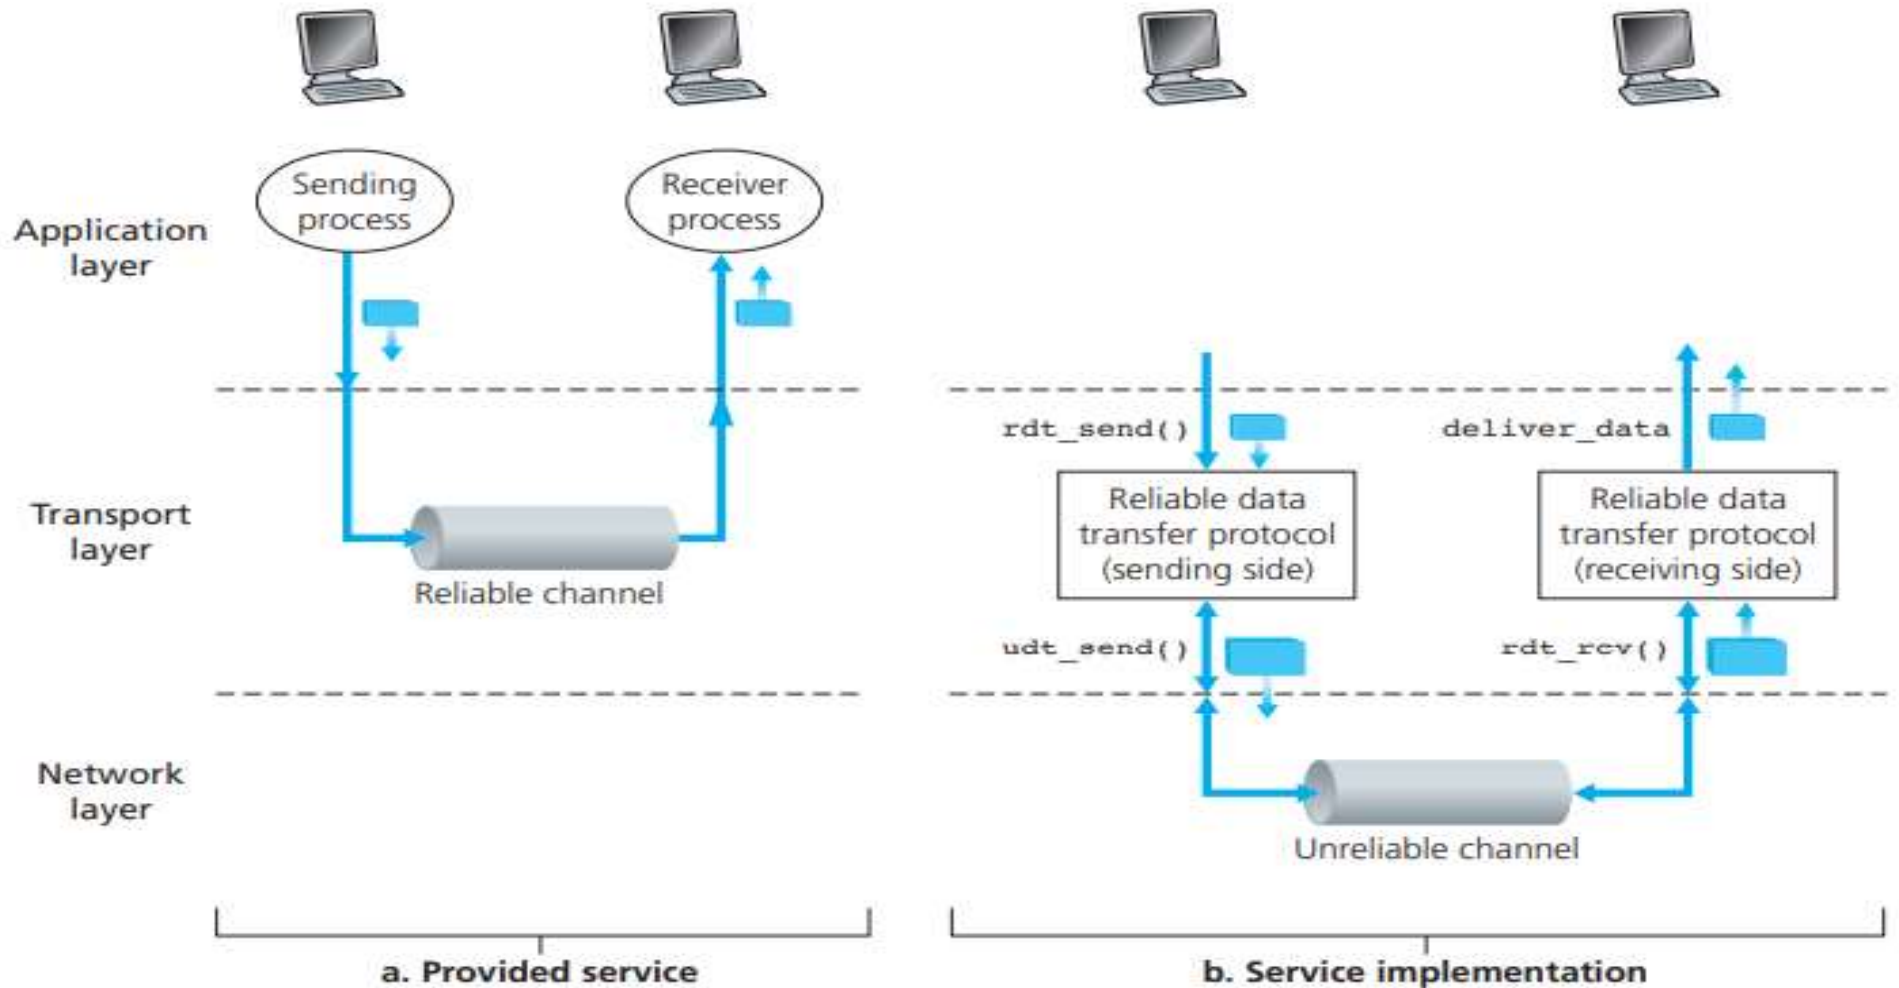 Sending
process
Receiver
process
Application
layer
rdt_send()
deliver_data
Reliable data
transfer protocol
(sending side)
Reliable data
transfer protocol
(receiving side)
Transport
layer
Reliable channel
udt_send()
rdt_rcv()
Network
layer
Unreliable channel
a. Provided service
b. Service implementation